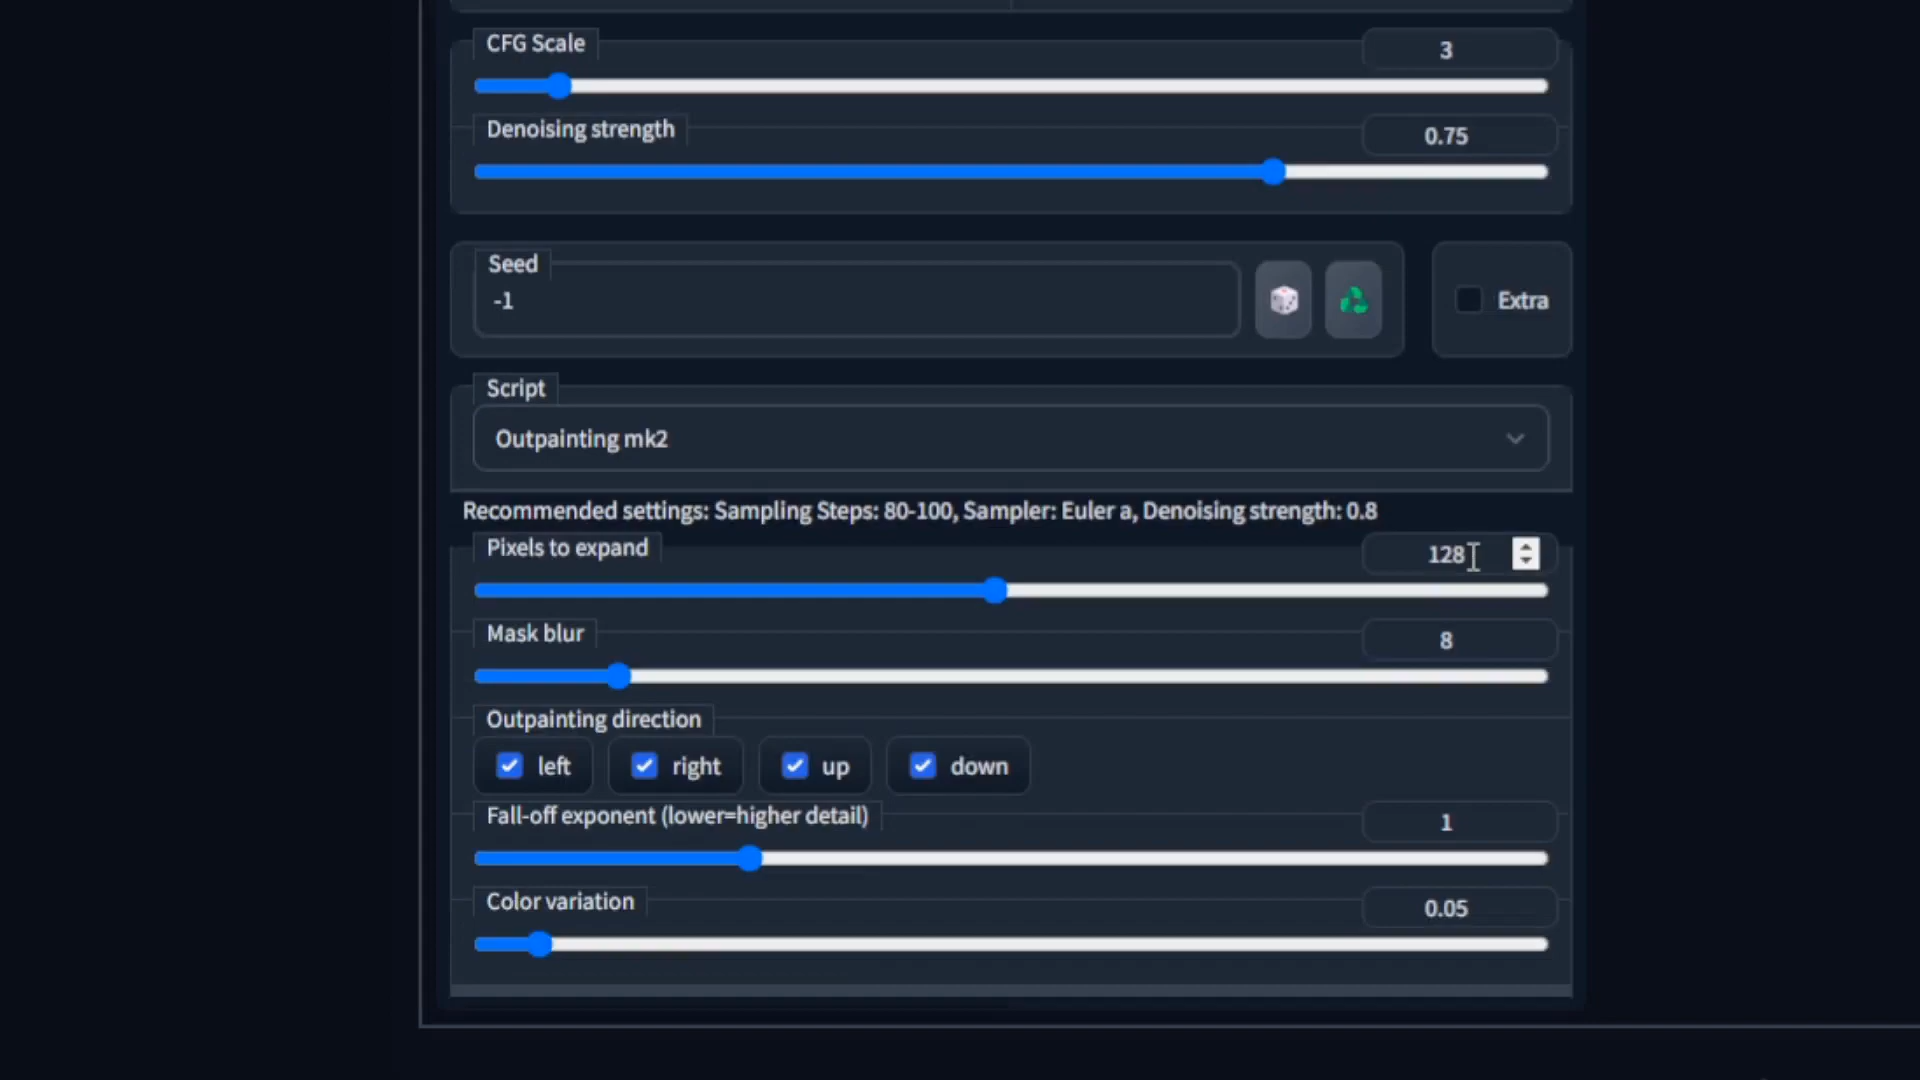 CFG Scale
3
Denoising strength
0.75
Seed
-1
Extra
Script
Outpainting mk2
Recommended settings: Sampling Steps: 80-100, Sampler: Euler a, Denoising strength: 0.8
Pixels to expand
128
Mask blur
8
Outpainting direction
left right up down
Fall-off exponent (lower=higher detail)
1
Color variation
0.05